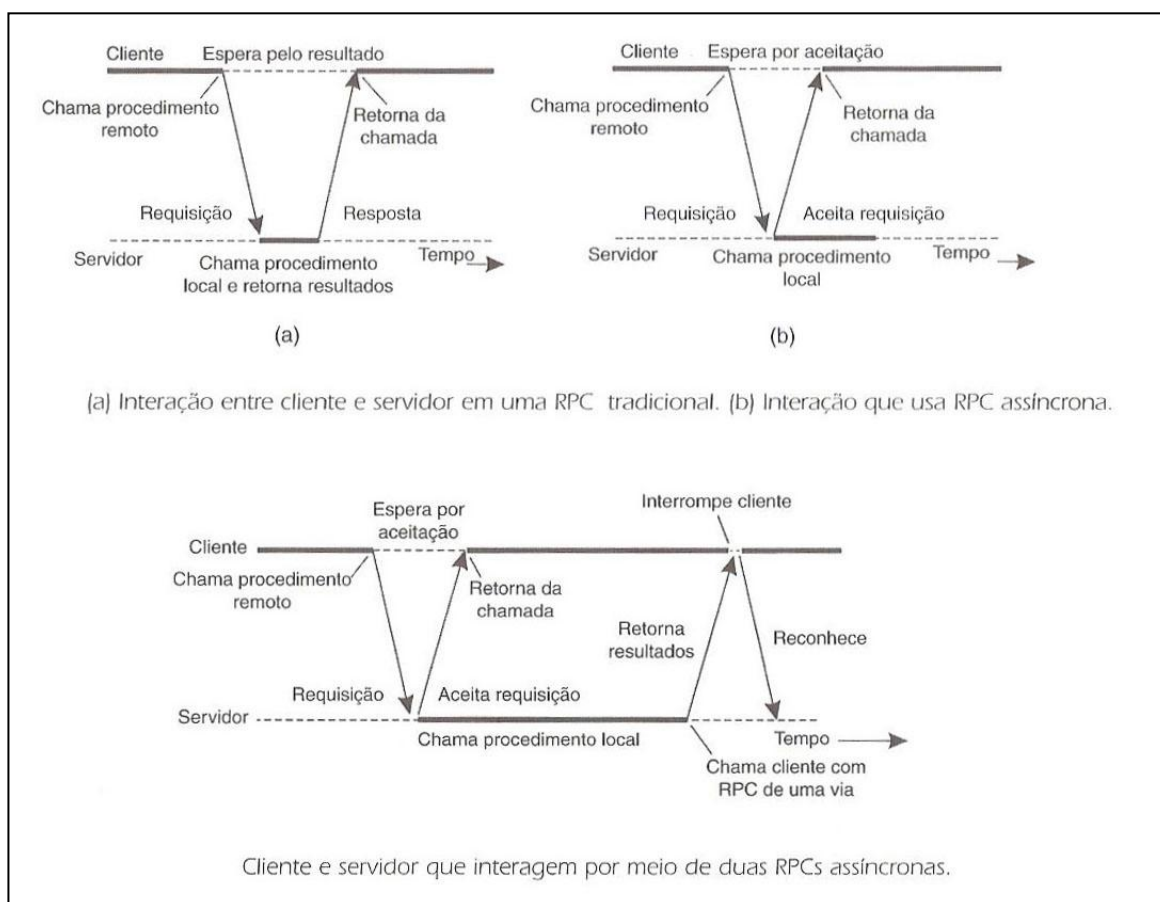 Cliente Espera pelo resultado
Chama procedimento
remoto
Retorna da
chamada
Requisição Resposta
Servidor
Chama procedimento
local e retorna resultados
Tempo
(a)
Cliente Espera por aceitação
Chama procedimento
remoto
Retorna da
chamada
Requisição Aceita requisição
Servidor
Chama procedimento
local
Tempo
(b)
(a) Interação entre cliente e servidor em uma RPC tradicional. (b) Interação que usa RPC assíncrona.
Interrompe cliente
Espera por
aceitação
Cliente
Chama procedimento
remoto
Retorna da
chamada
Retorna
resultados
Reconhece
Requisição Aceita requisição
Servidor
Chama procedimento local
Tempo
Chama cliente com
RPC de uma via
Cliente e servidor que interagem por meio de duas RPCs assíncronas.